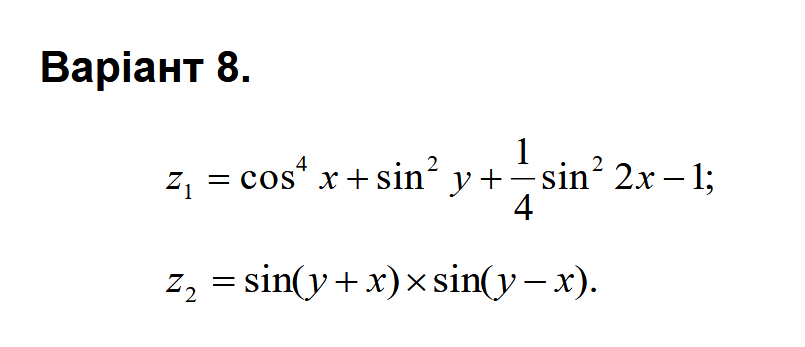 Варіант 8.
z₁ = cos⁴ x + sin² y + 1/4 sin² 2x − 1;
z₂ = sin(y + x) × sin(y − x).